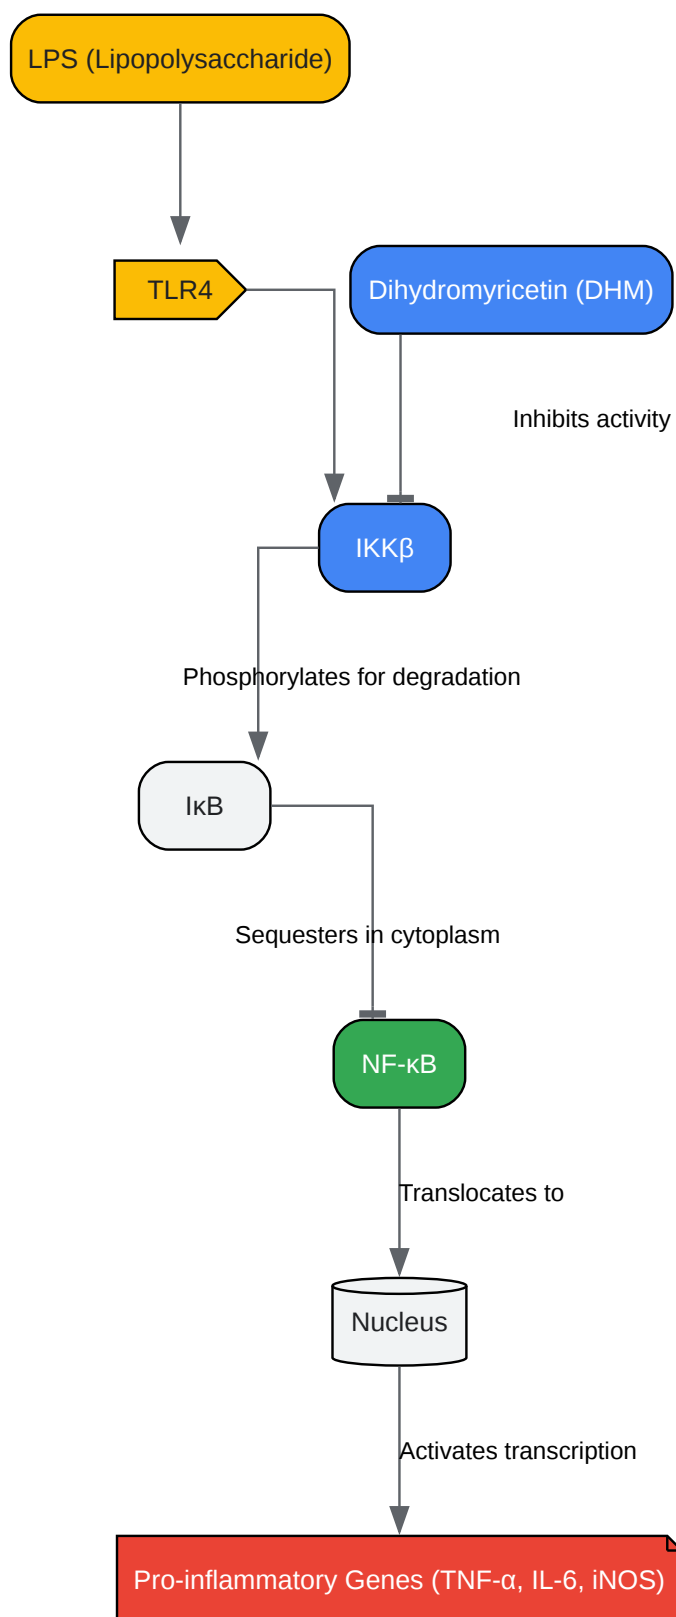 LPS (Lipopolysaccharide)
TLR4
Dihydromyricetin (DHM)
Inhibits activity
IKKβ
Phosphorylates for degradation
IκB
Sequesters in cytoplasm
NF-κB
Translocates to
Nucleus
Activates transcription
Pro-inflammatory Genes (TNF-α, IL-6, iNOS)